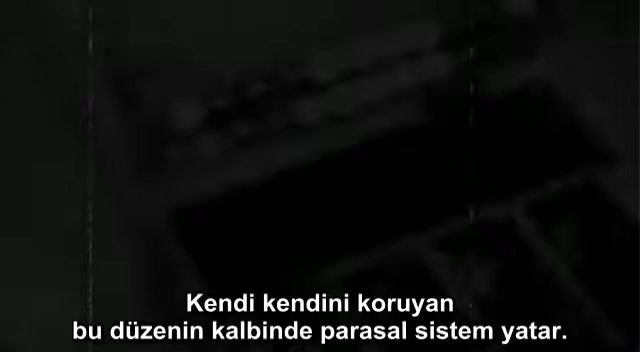 Kendi kendini koruyan
bu düzenin kalbinde parasal sistem yatar.